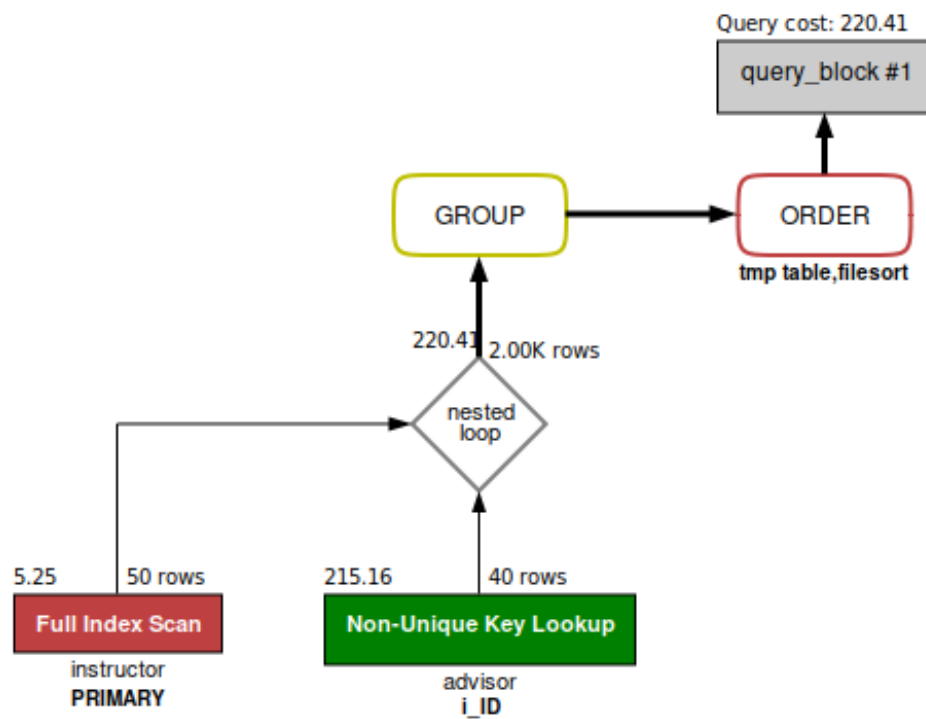 Query cost: 220.41
query_block #1
GROUP
ORDER
tmp table,filesort
220.41
2.00K rows
nested
loop
5.25
50 rows
215.16
40 rows
Full Index Scan
Non-Unique Key Lookup
instructor
PRIMARY
advisor
i_ID